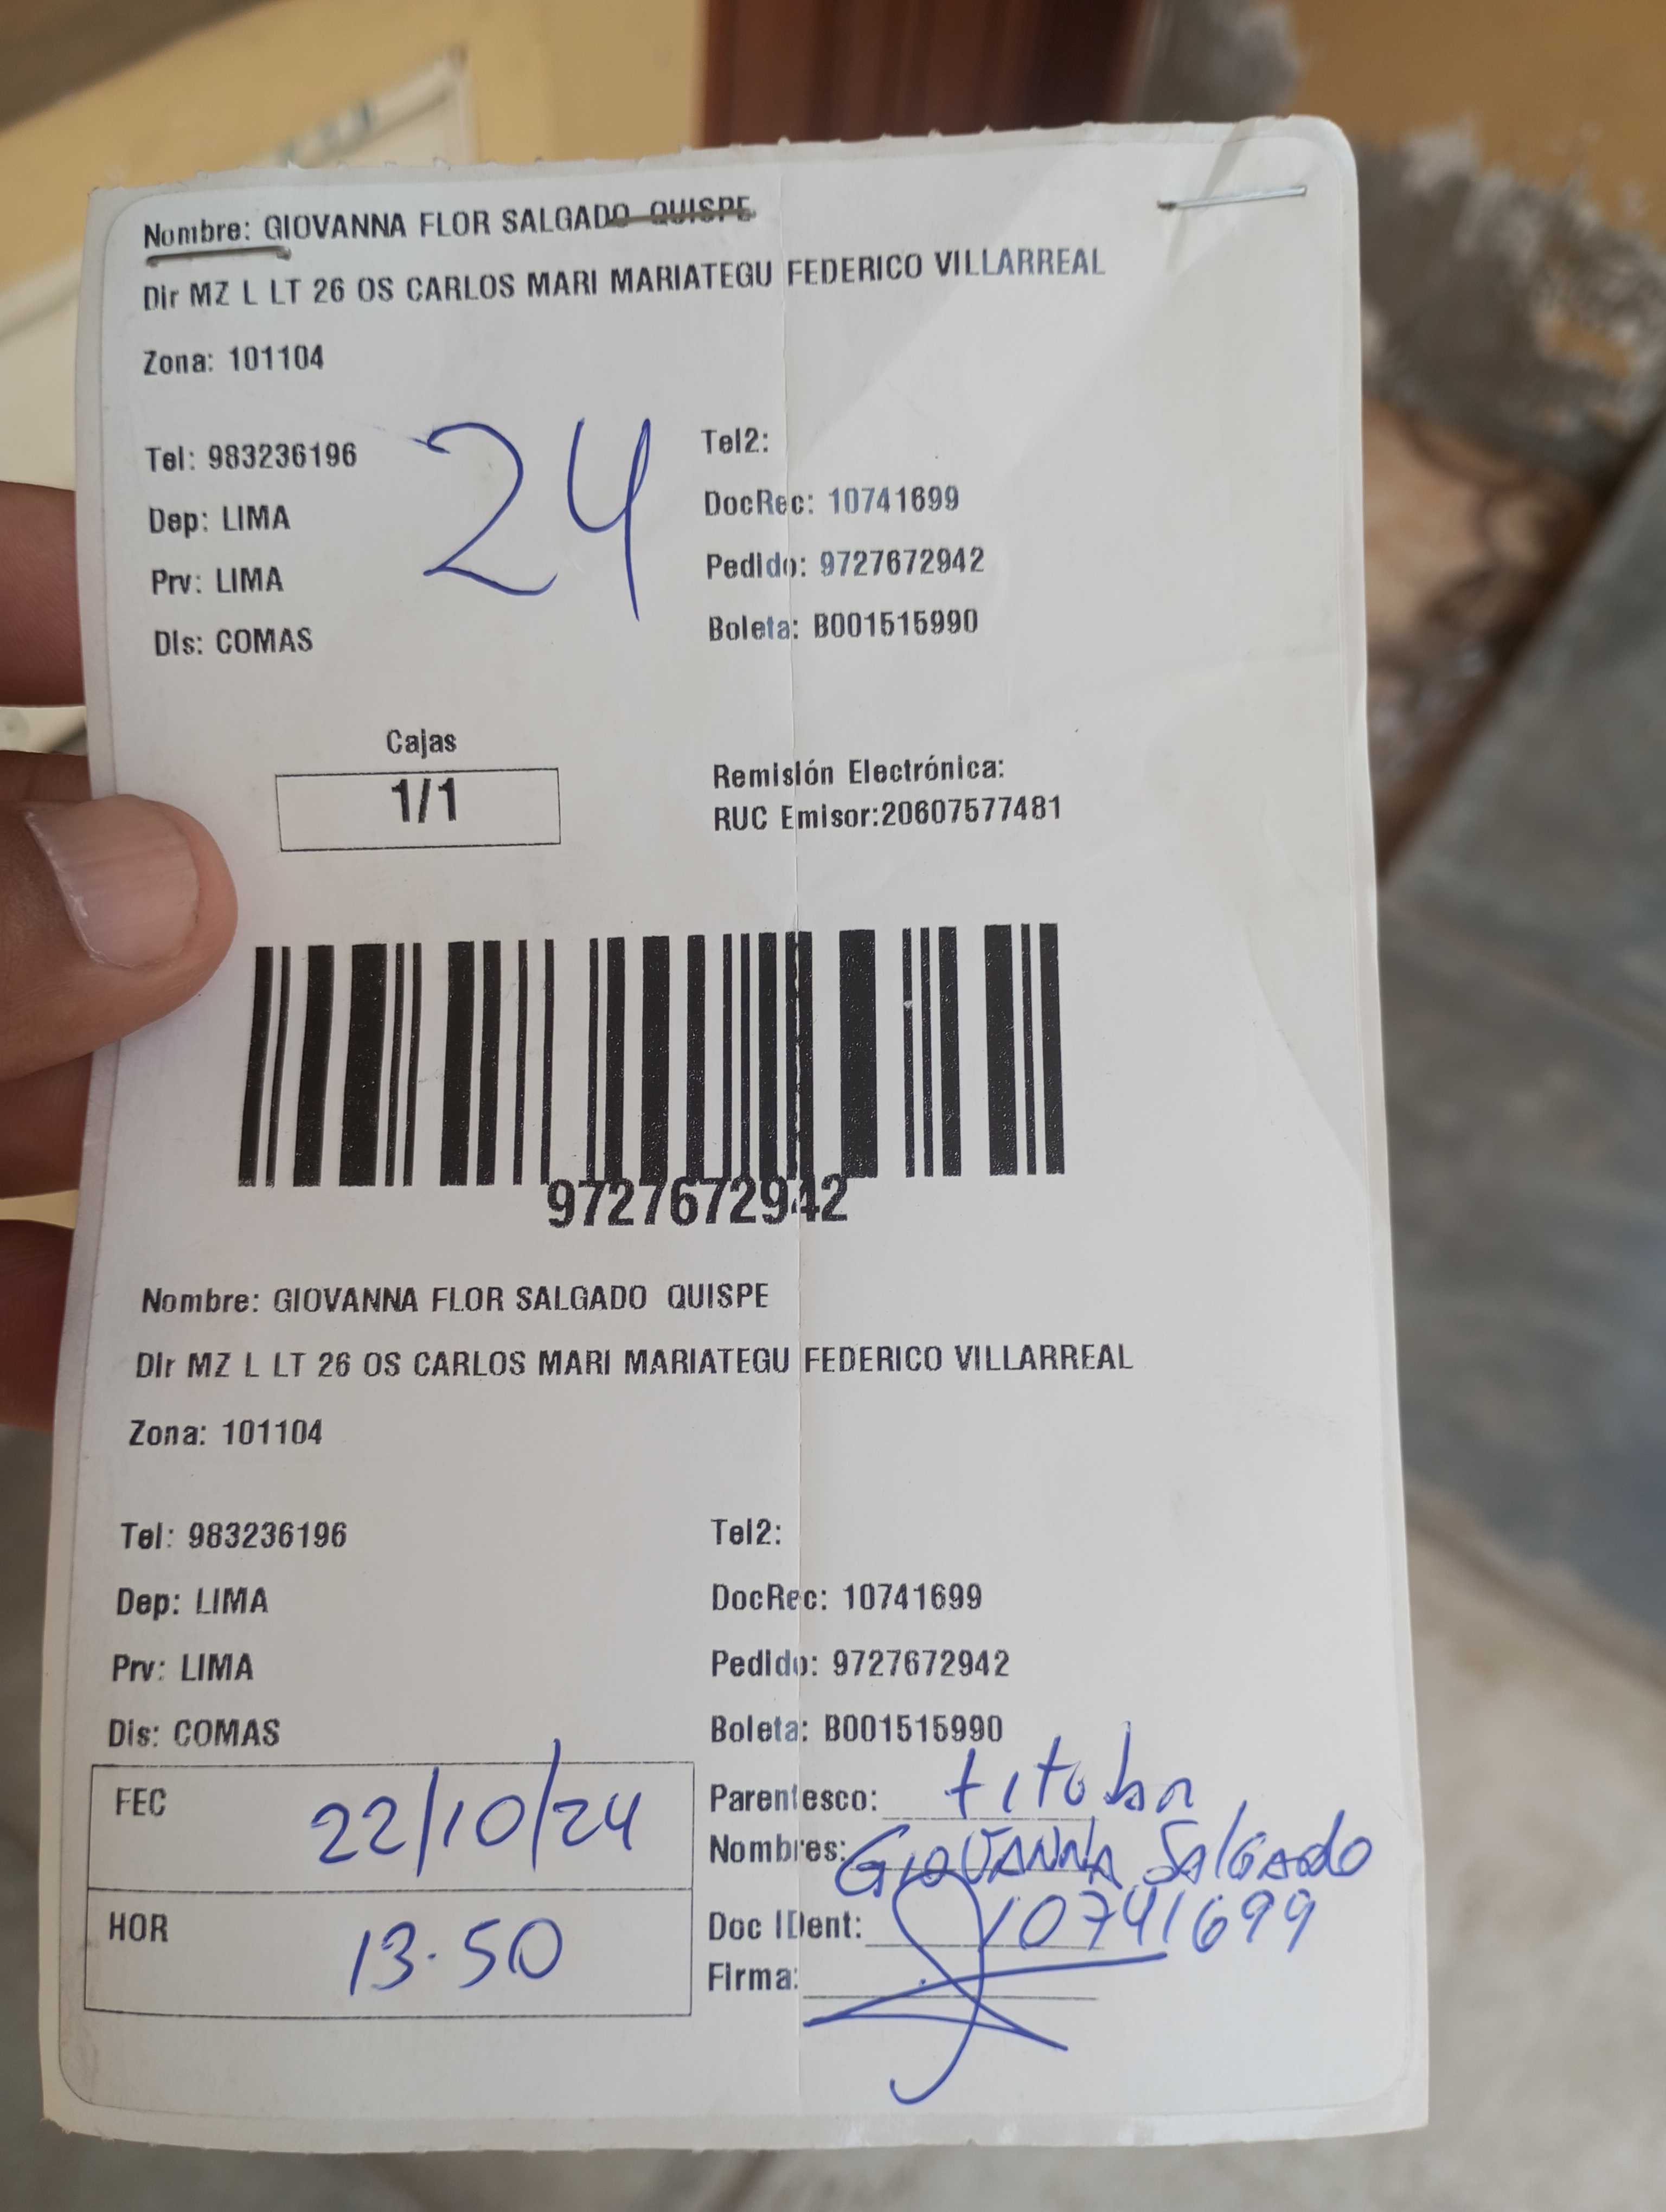 Nombre: GIOVANNA FLOR SALGADO QUISPE
Dir MZ L LT 26 OS CARLOS MARI MARIATEGU FEDERICO VILLARREAL
Zona: 101104
24
Tel: 983236196 Tel2:
Dep: LIMA DocRec: 10741699
Prv: LIMA Pedido: 9727672942
Dis: COMAS Boleta: B001515990
Cajas
1/1
Remisión Electrónica:
RUC Emisor:20607577481
9727672942
Nombre: GIOVANNA FLOR SALGADO QUISPE
Dir MZ L LT 26 OS CARLOS MARI MARIATEGU FEDERICO VILLARREAL
Zona: 101104
Tel: 983236196 Tel2:
Dep: LIMA DocRec: 10741699
Prv: LIMA Pedido: 9727672942
Dis: COMAS Boleta: B001515990
FEC 22/10/24
HOR 13.50
Parentesco: titular
Nombres: GIOVANNA Salgado
Doc IDent: 10741699
Firma: